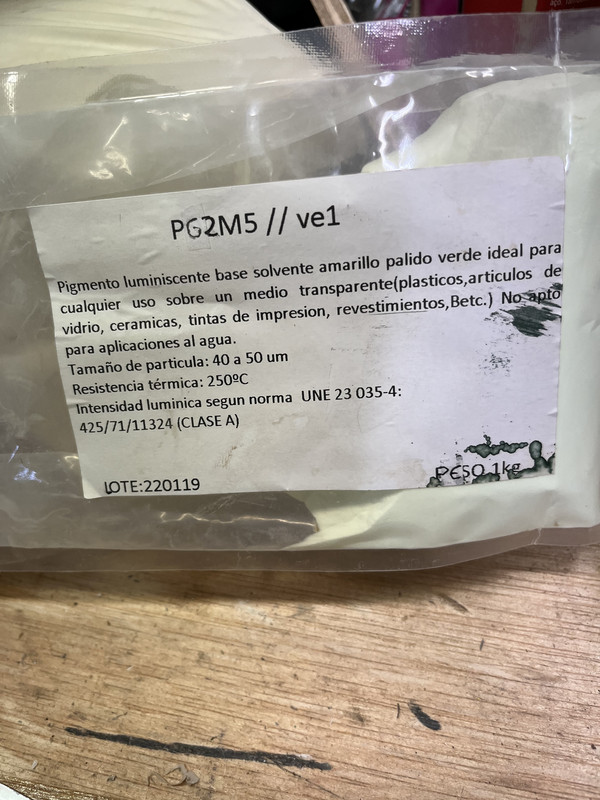 PG2M5 // ve1
Pigmento luminiscente base solvente amarillo palido verde ideal para
cualquier uso sobre un medio transparente(plasticos,articulos de
vidrio, ceramicas, tintas de impresion, revestimientos,Betc.) No apto
para aplicaciones al agua.
Tamaño de particula: 40 a 50 um
Resistencia térmica: 250ºC
Intensidad luminica segun norma UNE 23 035-4:
425/71/11324 (CLASE A)
LOTE:220119
PESO 1kg